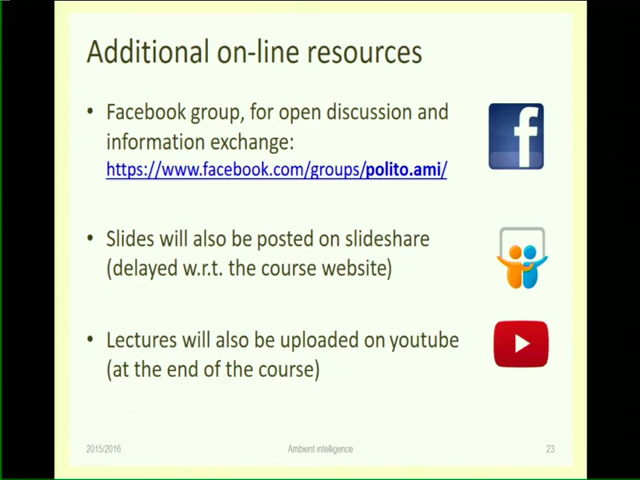 Additional on-line resources
• Facebook group, for open discussion and
information exchange:
https://www.facebook.com/groups/polito.ami/
• Slides will also be posted on slideshare
(delayed w.r.t. the course website)
• Lectures will also be uploaded on youtube
(at the end of the course)
2015/2016 Ambient intelligence 23